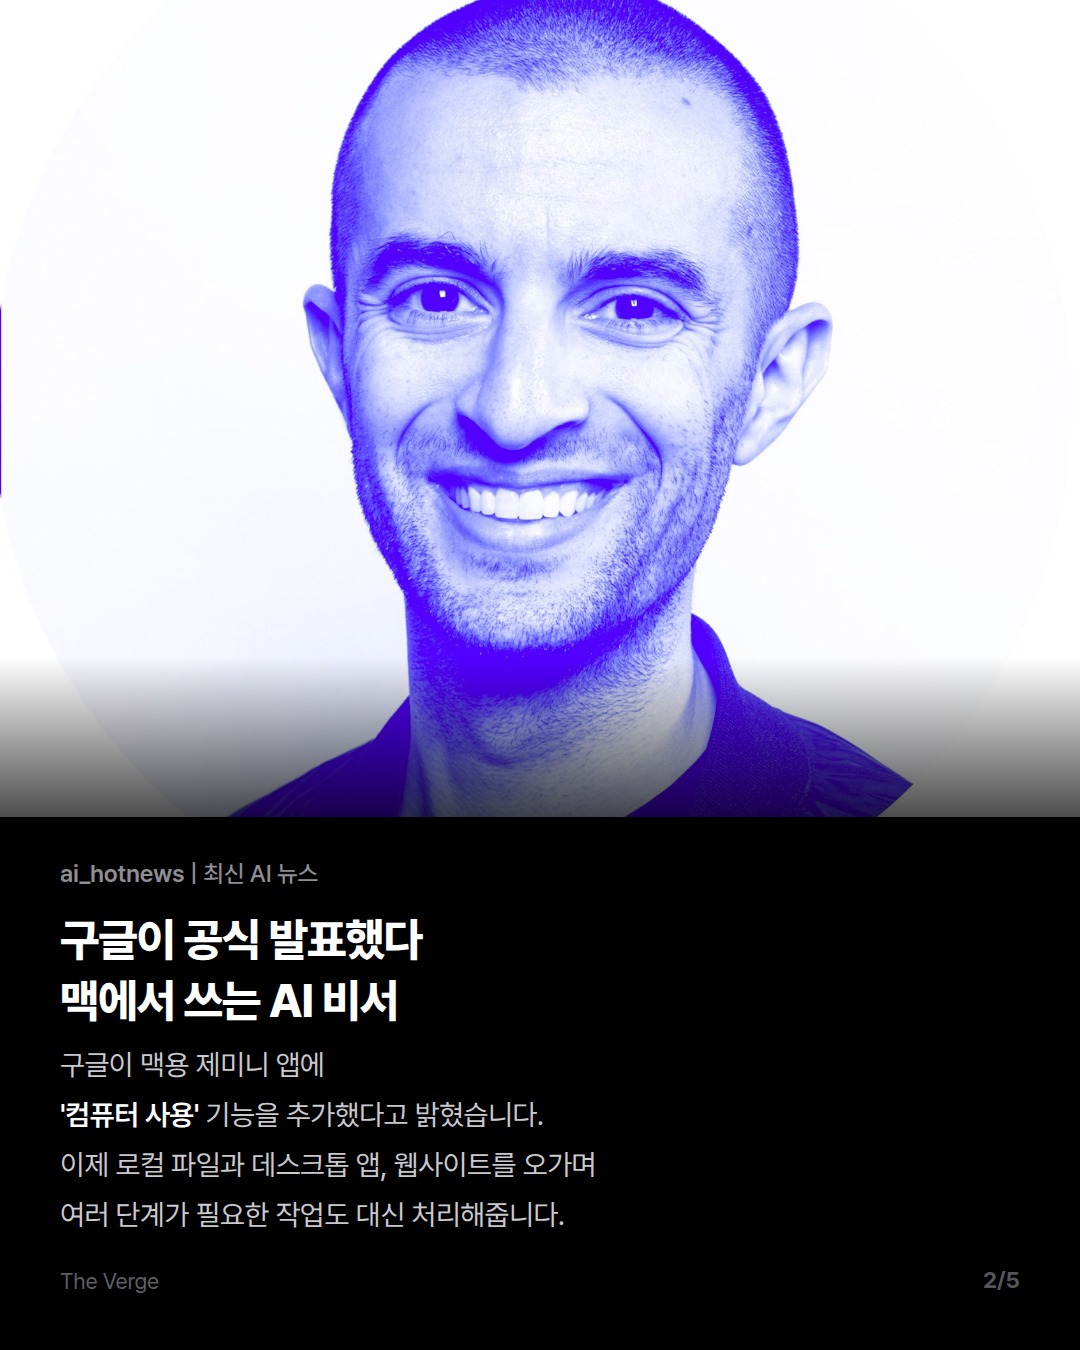 ai_hotnews | 최신 AI 뉴스
구글이 공식 발표했다
맥에서 쓰는 AI 비서
구글이 맥용 제미니 앱에
'컴퓨터 사용' 기능을 추가했다고 밝혔습니다.
이제 로컬 파일과 데스크톱 앱, 웹사이트를 오가며
여러 단계가 필요한 작업도 대신 처리해줍니다.
The Verge
2/5